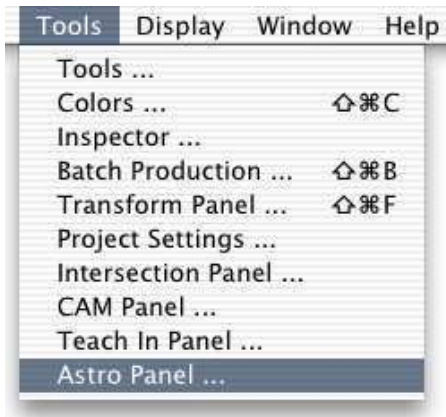 Tools Display Window Help
Tools ...
Colors ... ⇧⌘C
Inspector ...
Batch Production ... ⇧⌘B
Transform Panel ... ⇧⌘F
Project Settings ...
Intersection Panel ...
CAM Panel ...
Teach In Panel ...
Astro Panel ...